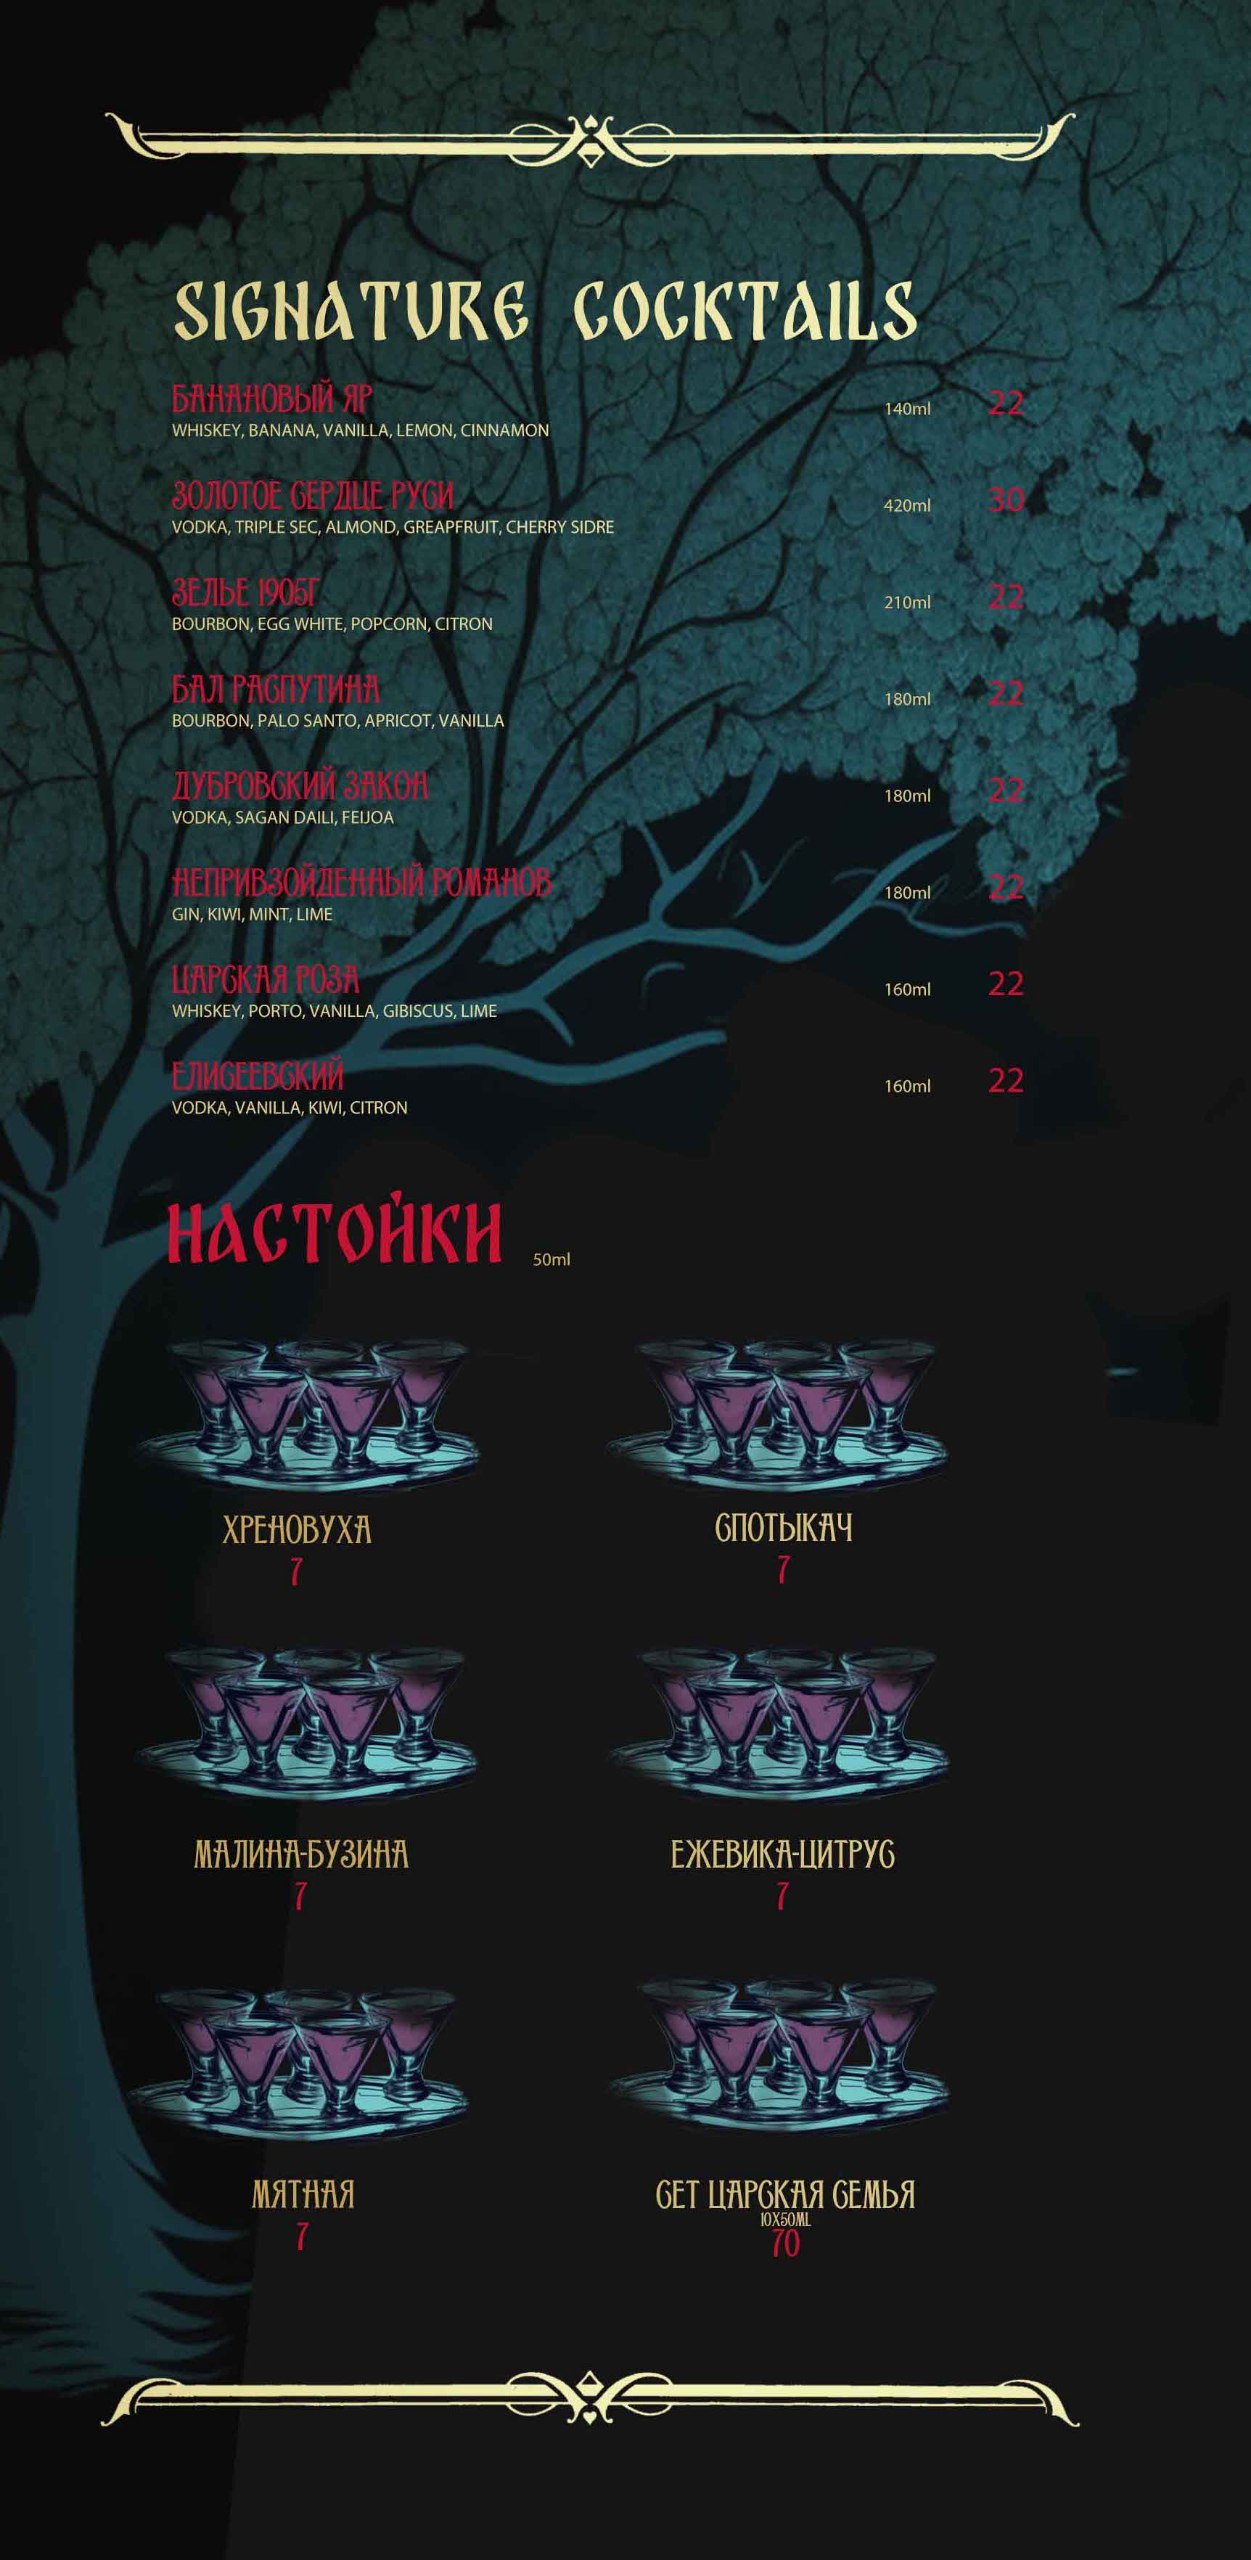 SIGNATURE COCKTAILS
БАНАНОВЫЙ ЯР 140ml 22
WHISKEY, BANANA, VANILLA, LEMON, CINNAMON
ЗОЛОТОЕ СЕРДЦЕ РУСИ 420ml 30
VODKA, TRIPLE SEC, ALMOND, GREAPFRUIT, CHERRY SIDRE
ЗЕЛЬЕ 1905Г 210ml 22
BOURBON, EGG WHITE, POPCORN, CITRON
БАЛ РАСПУТИНА 180ml 22
BOURBON, PALO SANTO, APRICOT, VANILLA
ДУБРОВСКИЙ ЗАКОН 180ml 22
VODKA, SAGAN DAILI, FEIJOA
НЕПРИВЗОЙДЕННЫЙ РОМАНОВ 180ml 22
GIN, KIWI, MINT, LIME
ЦАРСКАЯ РОЗА 160ml 22
WHISKEY, PORTO, VANILLA, GIBISCUS, LIME
ЕЛИСЕЕВСКИЙ 160ml 22
VODKA, VANILLA, KIWI, CITRON
НАСТОЙКИ 50ml
ХРЕНОВУХА
7
СПОТЫКАЧ
7
МАЛИНА-БУЗИНА
7
ЕЖЕВИКА-ЦИТРУС
7
МЯТНАЯ
7
СЕТ ЦАРСКАЯ СЕМЬЯ
10X50ML
70